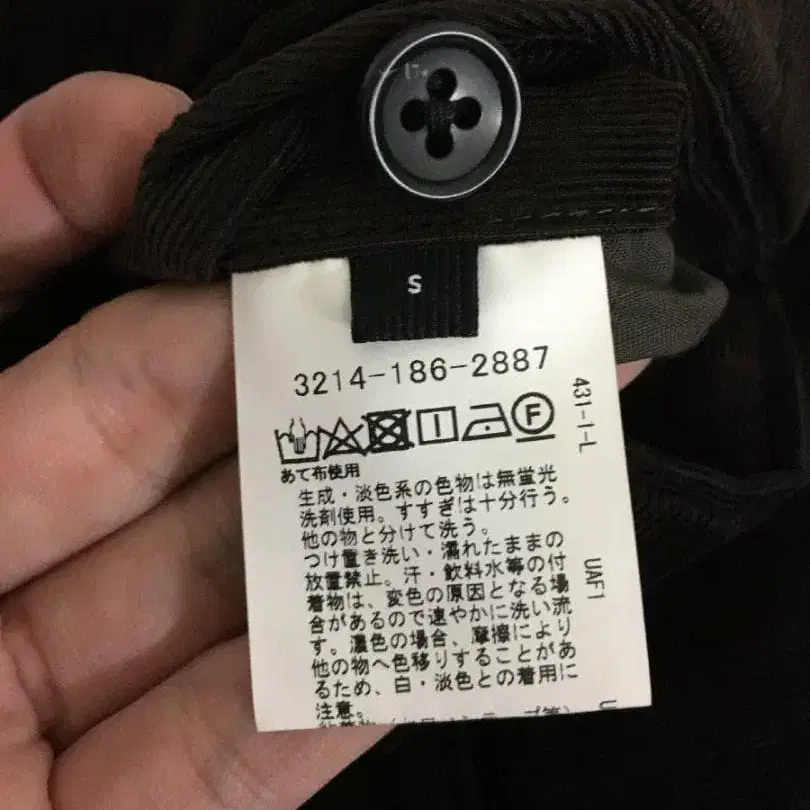 S
3214-186-2887
431-1-L
F
あて布使用
生成・淡色系の色物は無蛍光
洗剤使用。すすぎは十分行う。
他の物と分けて洗う。
つけ置き洗い・濡れたままの
放置禁止。汗・飲料水等の付
着物は、変色の原因となる場
合があるので速やかに洗い流
す。濃色の場合、摩擦により
他の物へ色移りすることがあ
るため、白・淡色との着用に
注意。
UAF1